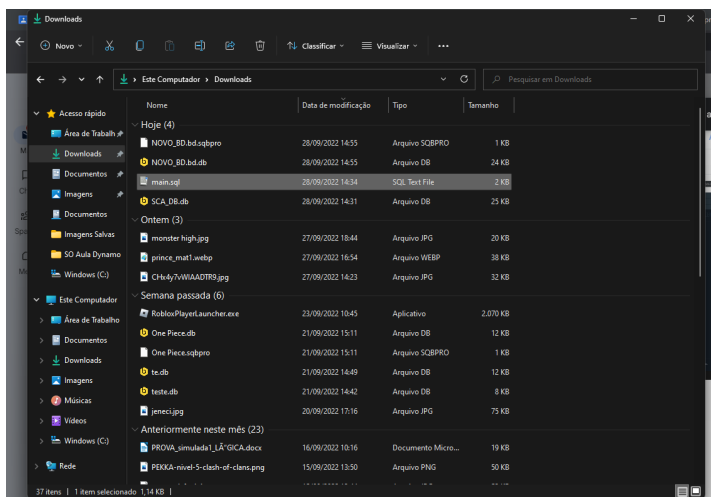 Downloads
Novo
Classificar
Visualizar
Este Computador > Downloads
Pesquisar em Downloads
Nome Data de modificação Tipo Tamanho
Acesso rápido
Área de Trabalh
Downloads
Documentos
Imagens
Documentos
Imagens Salvas
SO Aula Dynamo
Windows (C:)
Este Computador
Área de Trabalho
Documentos
Downloads
Imagens
Músicas
Vídeos
Windows (C:)
Rede
Hoje (4)
NOVO_BD.bd.sqbpro 28/09/2022 14:55 Arquivo SQBPRO 1 KB
NOVO_BD.bd.db 28/09/2022 14:55 Arquivo DB 24 KB
main.sql 28/09/2022 14:34 SQL Text File 2 KB
SCA_DB.db 28/09/2022 14:31 Arquivo DB 25 KB
Ontem (3)
monster high.jpg 27/09/2022 18:44 Arquivo JPG 20 KB
prince_mat1.webp 27/09/2022 16:54 Arquivo WEBP 38 KB
CHx4y7vWIAADTR9.jpg 27/09/2022 14:23 Arquivo JPG 32 KB
Semana passada (6)
RobloxPlayerLauncher.exe 23/09/2022 10:45 Aplicativo 2.070 KB
One Piece.db 21/09/2022 15:11 Arquivo DB 12 KB
One Piece.sqbpro 21/09/2022 15:11 Arquivo SQBPRO 1 KB
te.db 21/09/2022 14:49 Arquivo DB 12 KB
teste.db 21/09/2022 14:42 Arquivo DB 8 KB
jeneci.jpg 20/09/2022 17:16 Arquivo JPG 75 KB
Anteriormente neste mês (23)
PROVA_simulada1_LÃ“GICA.docx 16/09/2022 10:16 Documento Micro... 19 KB
PEKKA-nivel-5-clash-of-clans.png 15/09/2022 13:50 Arquivo PNG 50 KB
37 itens | 1 item selecionado 1,14 KB |